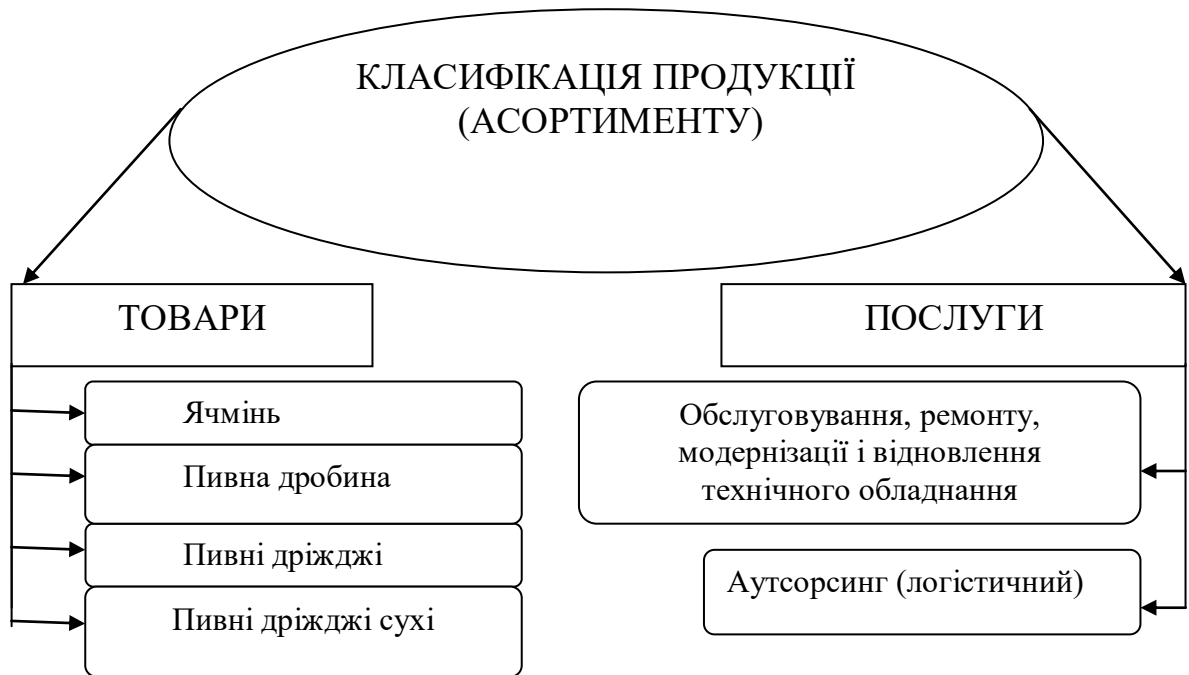 КЛАСИФІКАЦІЯ ПРОДУКЦІЇ
(АСОРТИМЕНТУ)
ТОВАРИ
Ячмінь
Пивна дробина
Пивні дріжджі
Пивні дріжджі сухі
ПОСЛУГИ
Обслуговування, ремонту,
модернізації і відновлення
технічного обладнання
Аутсорсинг (логістичний)